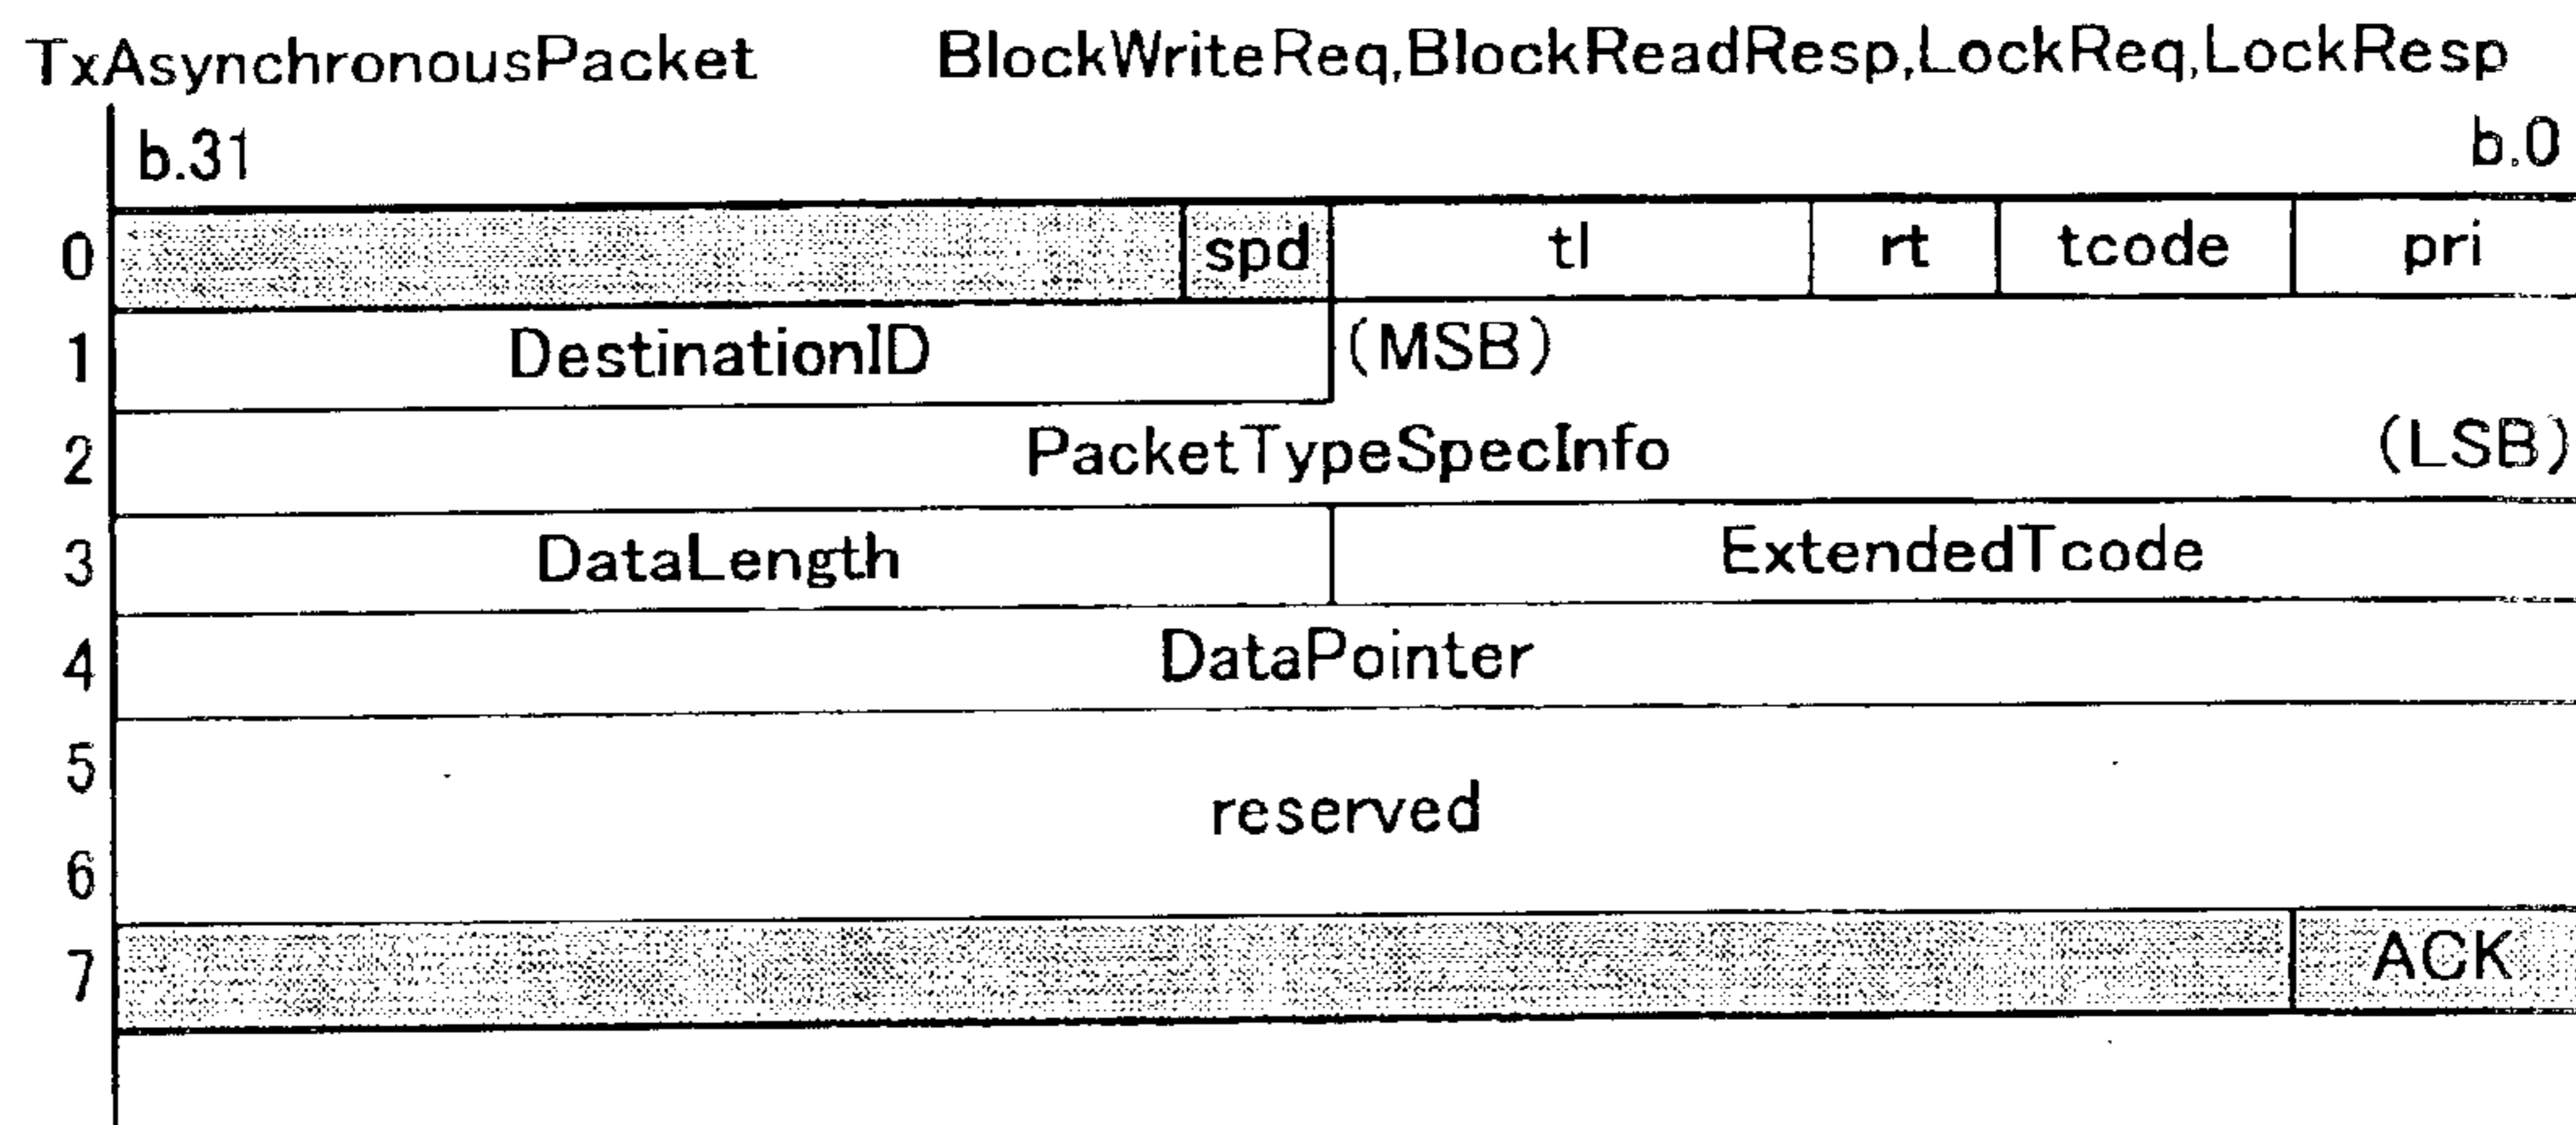 TxAsynchronousPacket BlockWriteReq,BlockReadResp,LockReq,LockResp
b.31 b.0
0 spd tl rt tcode pri
1 DestinationID (MSB)
2 PacketTypeSpecInfo (LSB)
3 DataLength ExtendedTcode
4 DataPointer
5
reserved
6
7 ACK